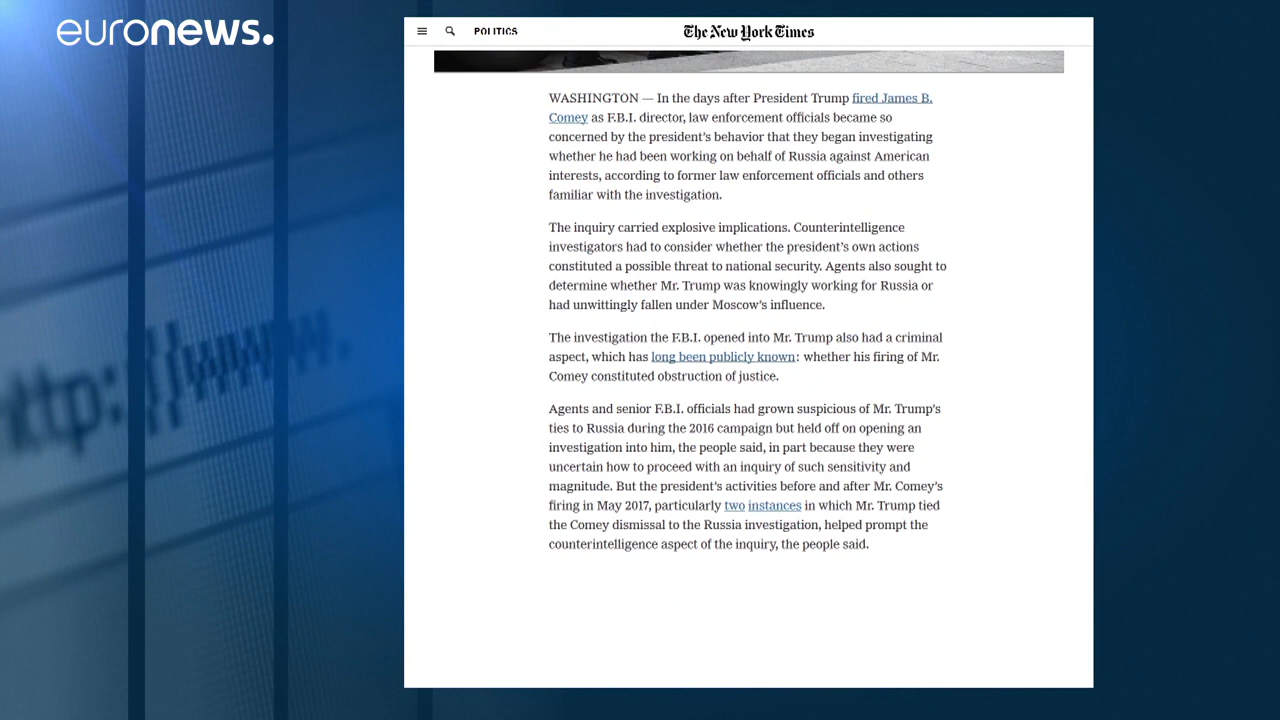 euronews.
POLITICS
The New York Times
WASHINGTON — In the days after President Trump fired James B.
Comey as F.B.I. director, law enforcement officials became so
concerned by the president’s behavior that they began investigating
whether he had been working on behalf of Russia against American
interests, according to former law enforcement officials and others
familiar with the investigation.
The inquiry carried explosive implications. Counterintelligence
investigators had to consider whether the president’s own actions
constituted a possible threat to national security. Agents also sought to
determine whether Mr. Trump was knowingly working for Russia or
had unwittingly fallen under Moscow’s influence.
The investigation the F.B.I. opened into Mr. Trump also had a criminal
aspect, which has long been publicly known: whether his firing of Mr.
Comey constituted obstruction of justice.
Agents and senior F.B.I. officials had grown suspicious of Mr. Trump’s
ties to Russia during the 2016 campaign but held off on opening an
investigation into him, the people said, in part because they were
uncertain how to proceed with an inquiry of such sensitivity and
magnitude. But the president’s activities before and after Mr. Comey’s
firing in May 2017, particularly two instances in which Mr. Trump tied
the Comey dismissal to the Russia investigation, helped prompt the
counterintelligence aspect of the inquiry, the people said.
http://www.